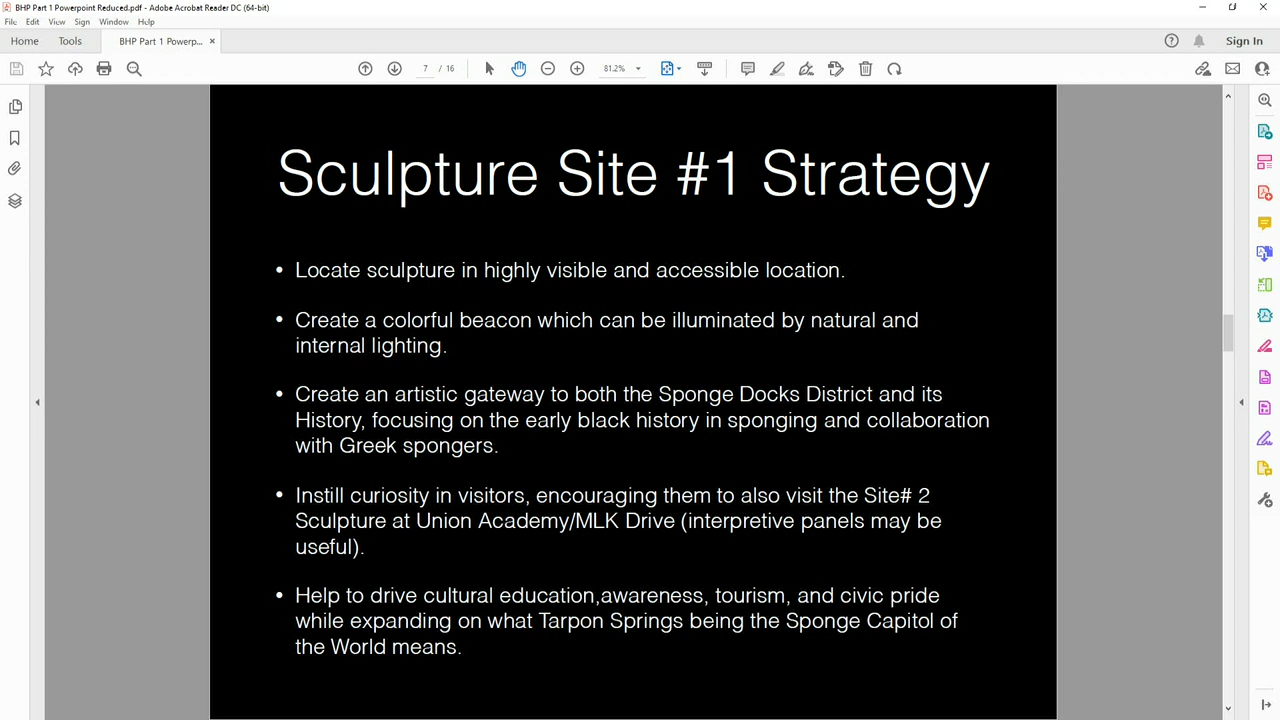 BHP Part 1 Powerpoint Reduced.pdf - Adobe Acrobat Reader DC (64-bit)
File Edit View Sign Window Help
Home Tools BHP Part 1 Powerp... × Sign In
7 / 16 81.2%
Sculpture Site #1 Strategy
• Locate sculpture in highly visible and accessible location.
• Create a colorful beacon which can be illuminated by natural and
internal lighting.
• Create an artistic gateway to both the Sponge Docks District and its
History, focusing on the early black history in sponging and collaboration
with Greek spongers.
• Instill curiosity in visitors, encouraging them to also visit the Site# 2
Sculpture at Union Academy/MLK Drive (interpretive panels may be
useful).
• Help to drive cultural education,awareness, tourism, and civic pride
while expanding on what Tarpon Springs being the Sponge Capitol of
the World means.